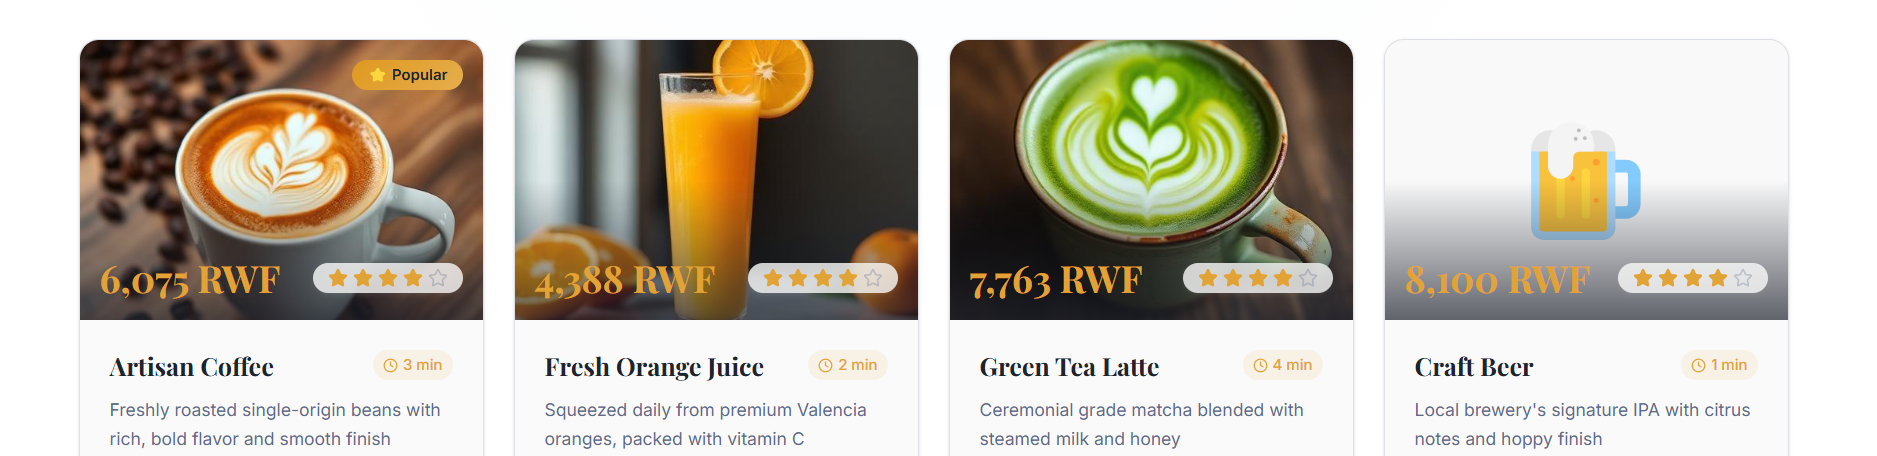 Popular
6,075 RWF
4,388 RWF
7,763 RWF
8,100 RWF
Artisan Coffee
3 min
Freshly roasted single-origin beans with
rich, bold flavor and smooth finish
Fresh Orange Juice
2 min
Squeezed daily from premium Valencia
oranges, packed with vitamin C
Green Tea Latte
4 min
Ceremonial grade matcha blended with
steamed milk and honey
Craft Beer
1 min
Local brewery's signature IPA with citrus
notes and hoppy finish